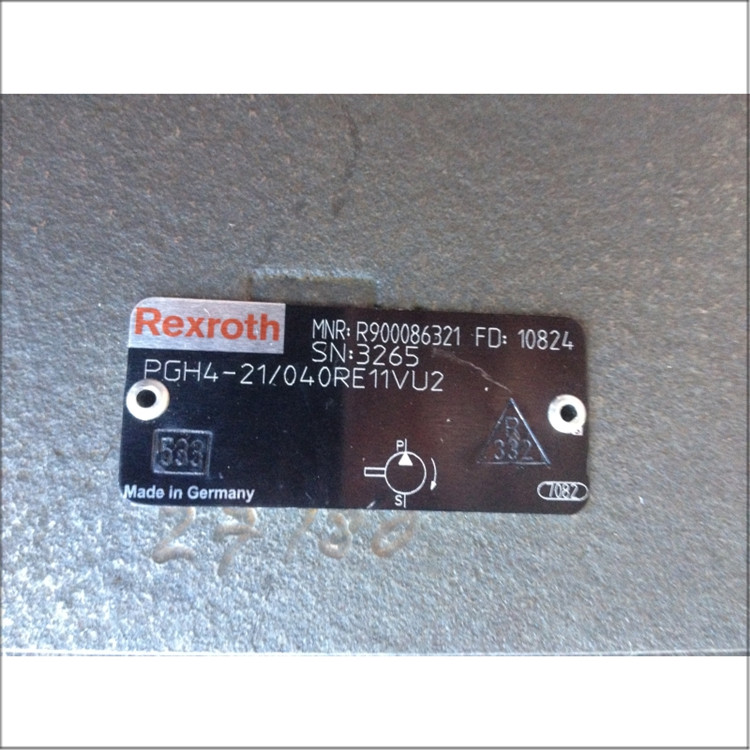 Rexroth
MNR: R900086321 FD: 10824
SN:3265
PGH4-21/040RE11VU2
533
R
332
P
S
Made in Germany
7082